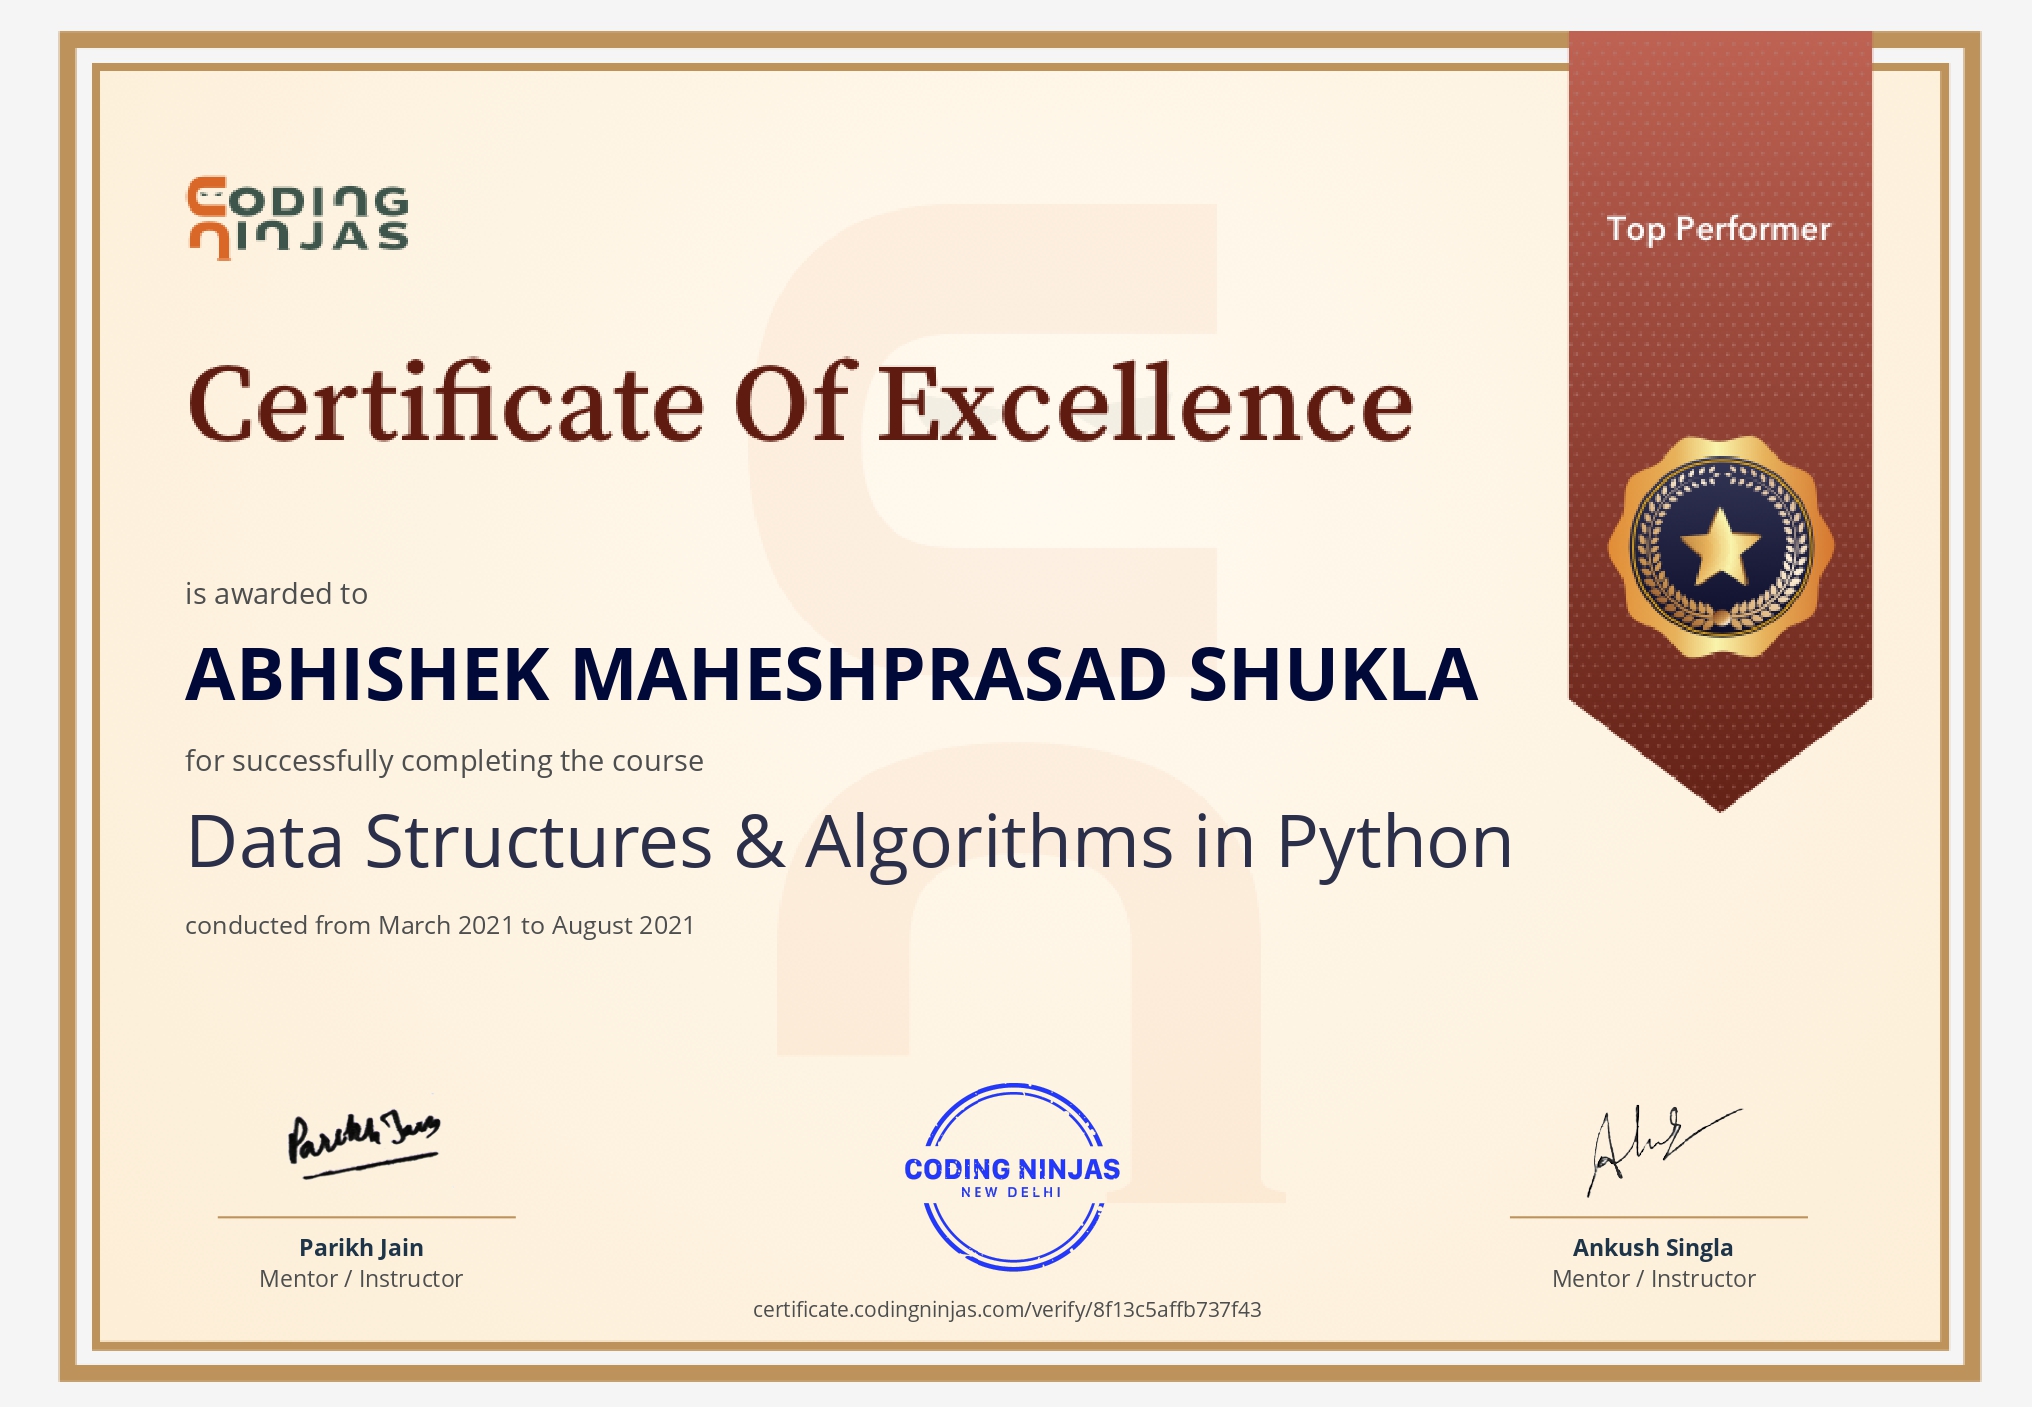 CODING
NINJAS
Top Performer
Certificate Of Excellence
is awarded to
ABHISHEK MAHESHPRASAD SHUKLA
for successfully completing the course
Data Structures & Algorithms in Python
conducted from March 2021 to August 2021
Parikh Jain
CODING NINJAS
NEW DELHI
Parikh Jain
Mentor / Instructor
Ankush Singla
Mentor / Instructor
certificate.codingninjas.com/verify/8f13c5affb737f43